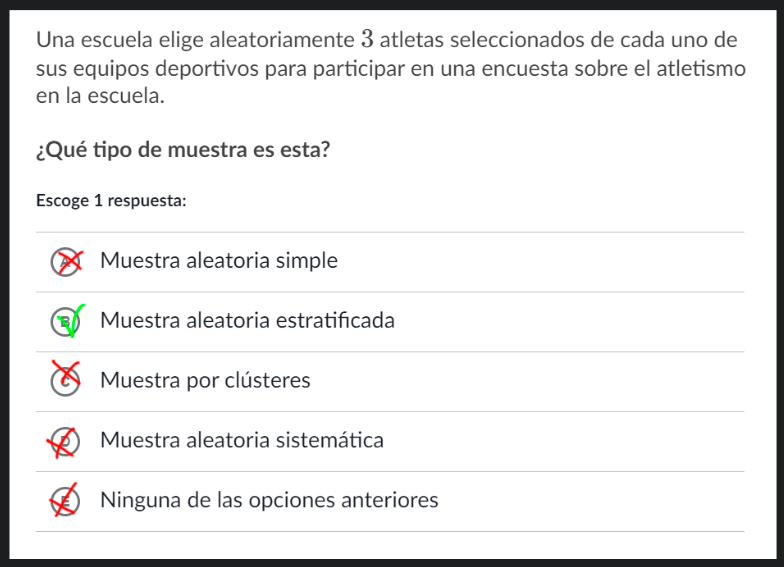 Una escuela elige aleatoriamente 3 atletas seleccionados de cada uno de
sus equipos deportivos para participar en una encuesta sobre el atletismo
en la escuela.
¿Qué tipo de muestra es esta?
Escoge 1 respuesta:
A Muestra aleatoria simple
B Muestra aleatoria estratificada
C Muestra por clústeres
D Muestra aleatoria sistemática
E Ninguna de las opciones anteriores